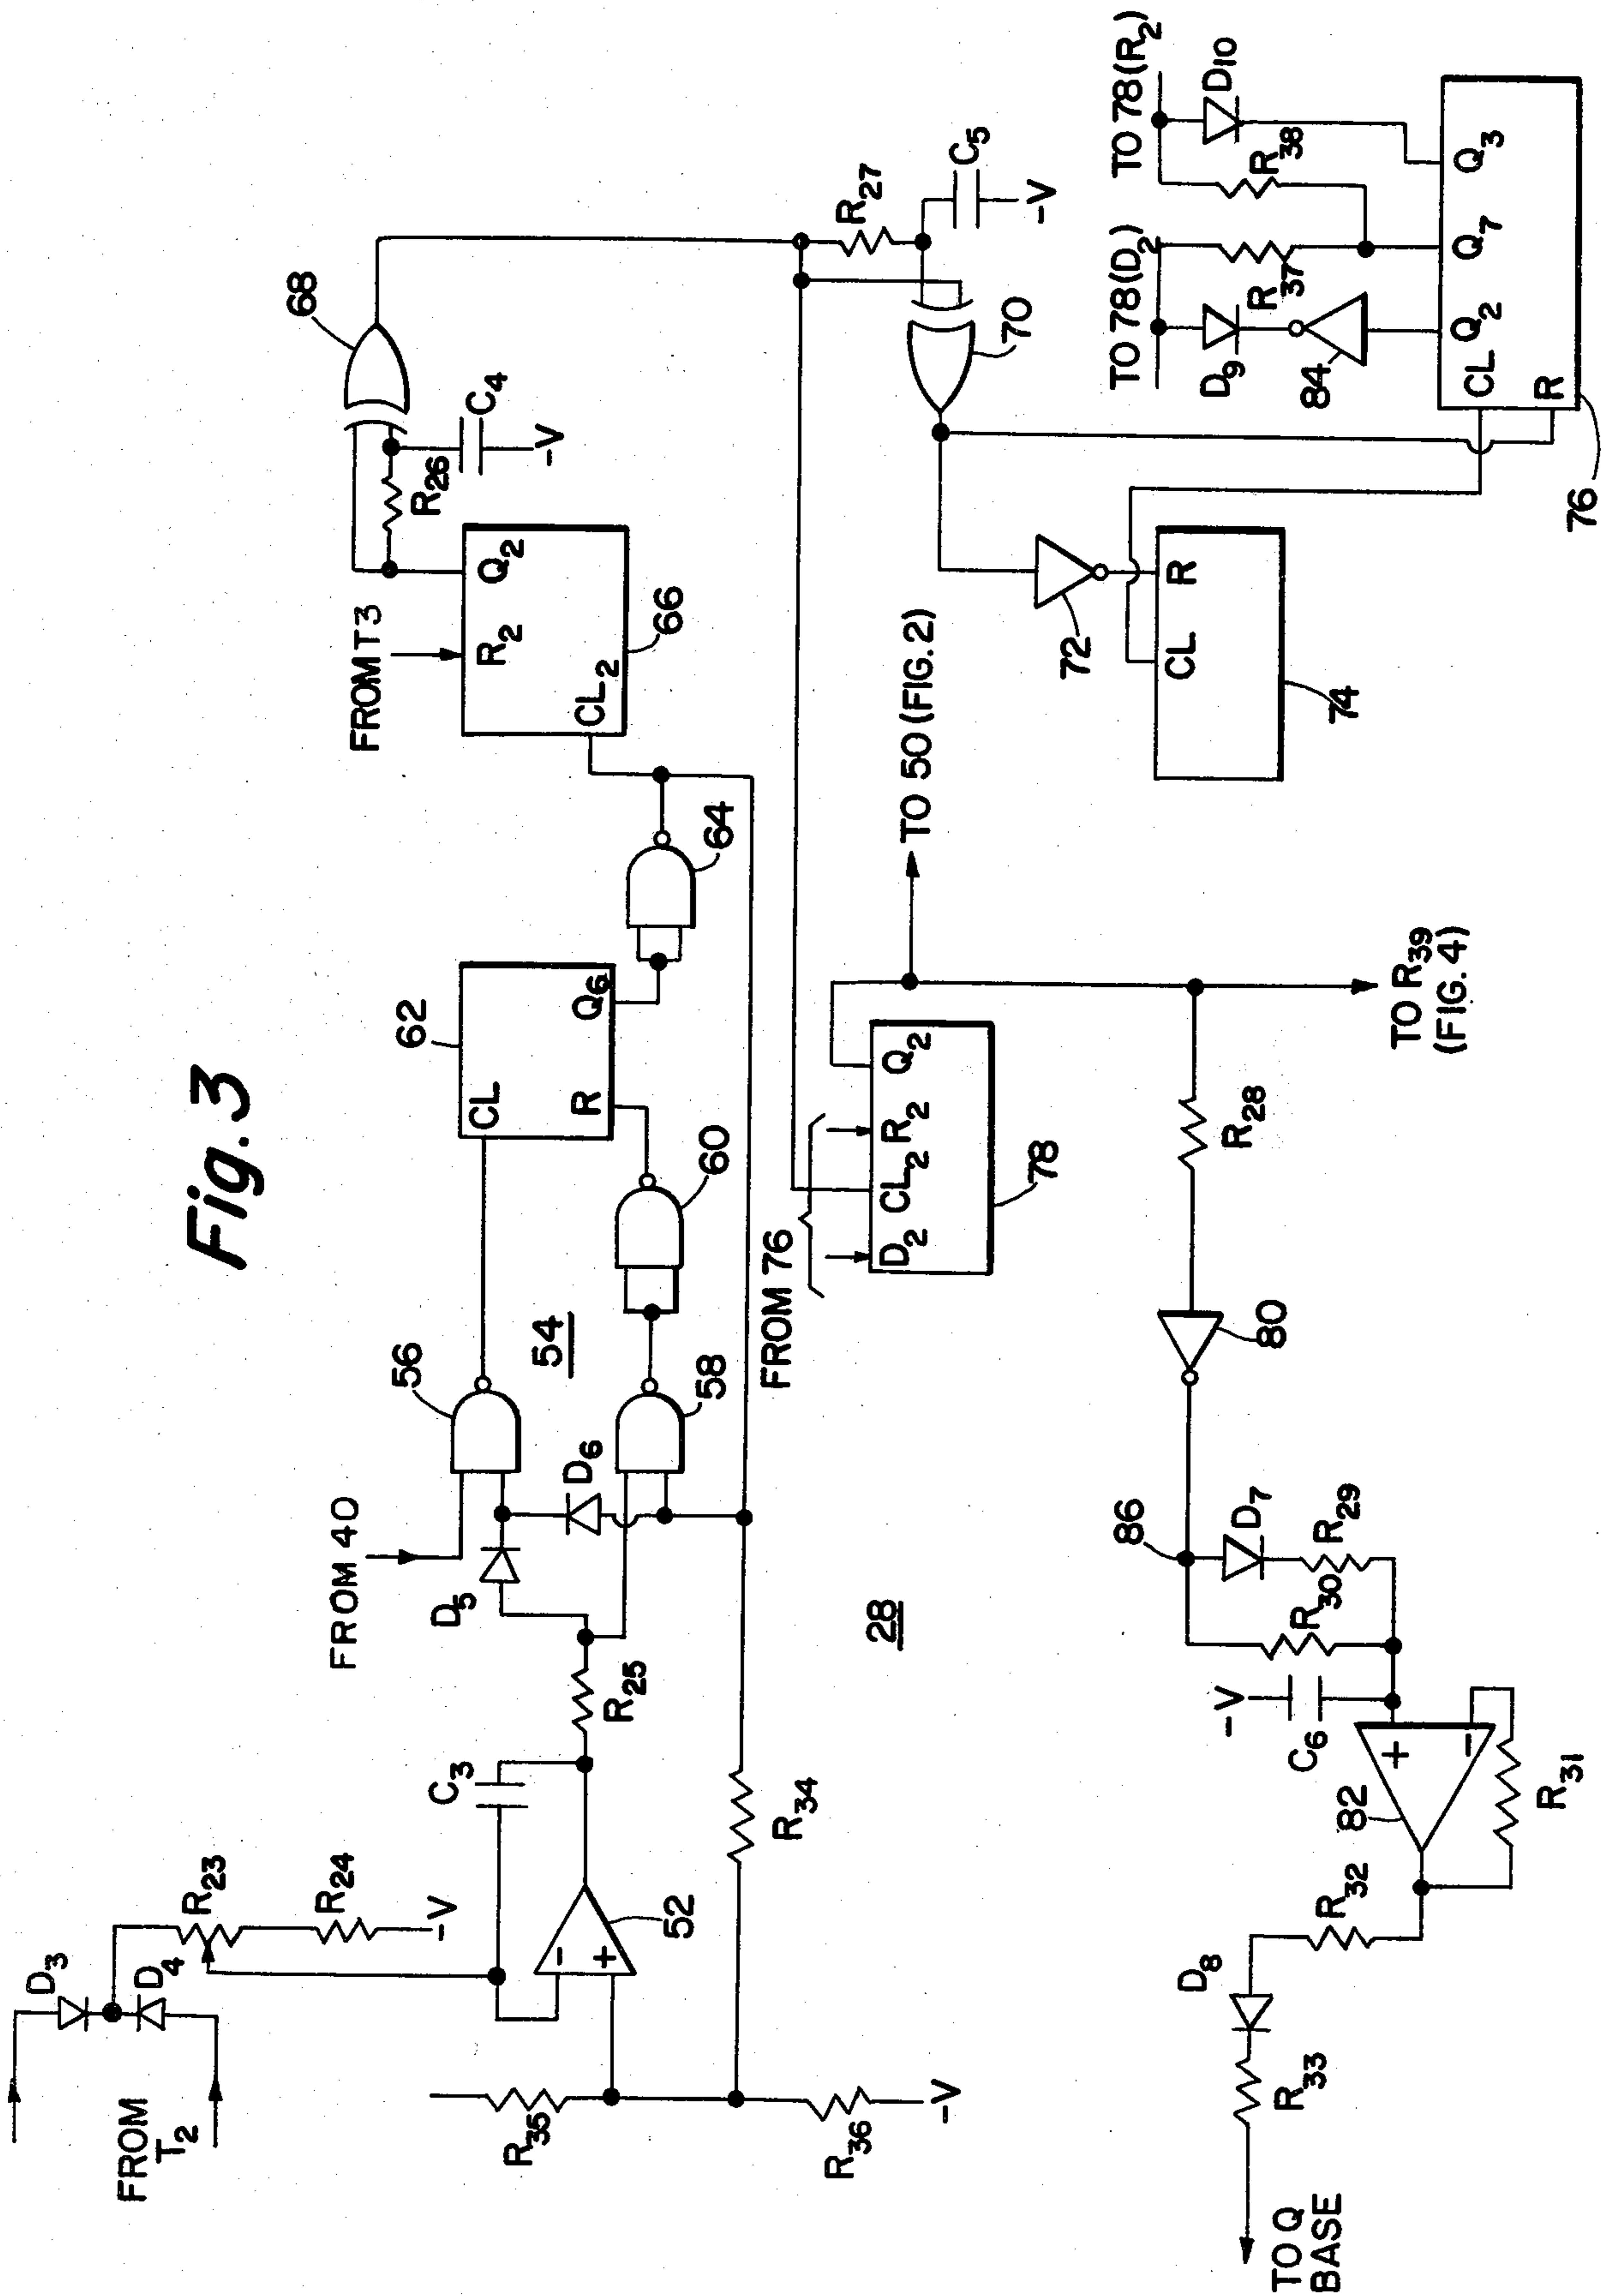 Fig. 3
FROM
T2
D3
D4
R23
R24
-V
C3
52
-
+
R35
R36
-V
R34
R25
D5
D6
FROM 40
56
54
58
60
62
CL
R
Q6
64
FROM T3
66
R2
Q2
CL2
R26
C4
-V
68
28
FROM 76
D2
CL2
R2
Q2
78
TO 50 (FIG. 2)
TO R39
(FIG. 4)
R28
80
86
D7
R29
R30
-V
C6
82
+
-
R31
R32
D8
R33
TO Q
BASE
R27
C5
-V
70
72
74
CL
R
TO 78 (D2)
TO 78 (R2)
D9
R37
R38
D10
84
CL
Q2
Q7
Q3
R
76